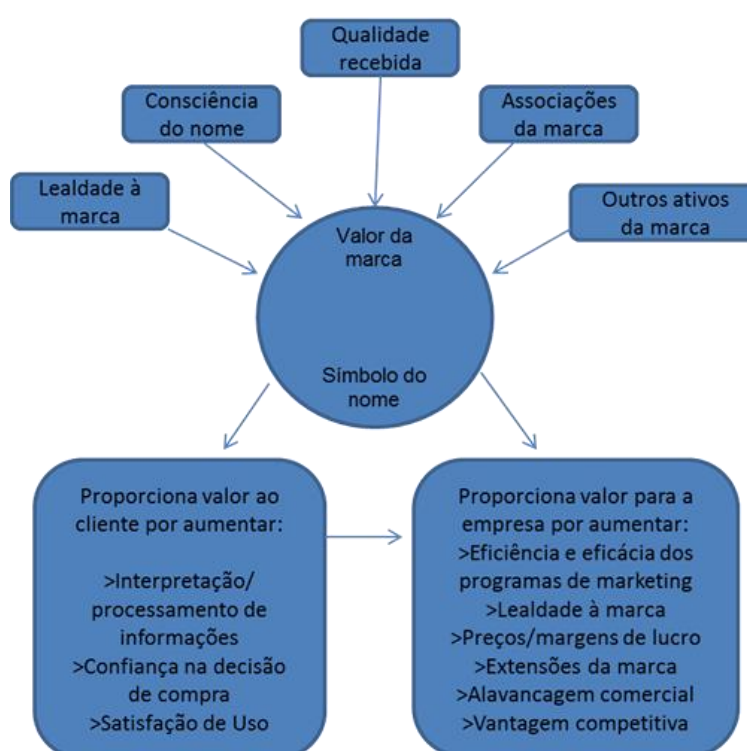 Qualidade
recebida
Consciência
do nome
Associações
da marca
Lealdade à
marca
Outros ativos
da marca
Valor da
marca
Símbolo do
nome
Proporciona valor ao
cliente por aumentar:
>Interpretação/
processamento de
informações
>Confiança na decisão
de compra
>Satisfação de Uso
Proporciona valor para a
empresa por aumentar:
>Eficiência e eficácia dos
programas de marketing
>Lealdade à marca
>Preços/margens de lucro
>Extensões da marca
>Alavancagem comercial
>Vantagem competitiva